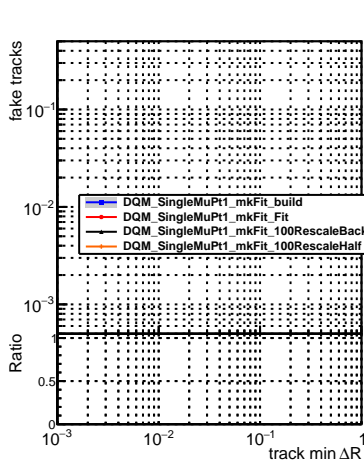 fake tracks
10⁻¹
10⁻²
10⁻³
DQM_SingleMuPt1_mkFit_build
DQM_SingleMuPt1_mkFit_Fit
DQM_SingleMuPt1_mkFit_100RescaleBack
DQM_SingleMuPt1_mkFit_100RescaleHalf
Ratio
1
0.5
0
10⁻³ 10⁻² 10⁻¹ 1
track min ΔR